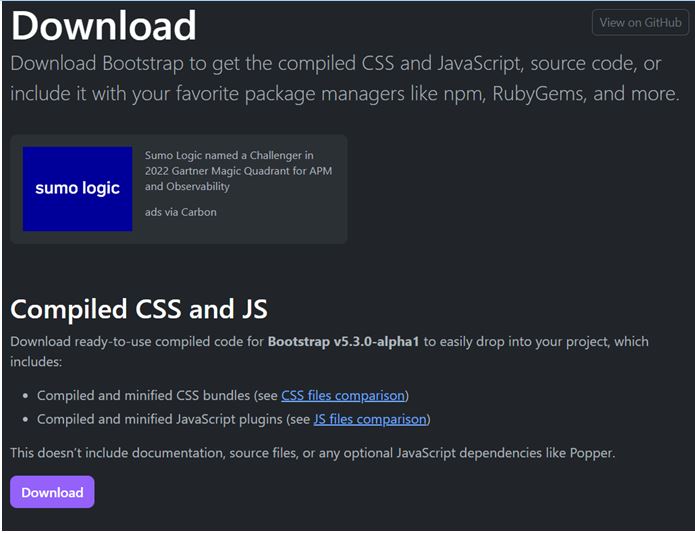 Download
View on GitHub
Download Bootstrap to get the compiled CSS and JavaScript, source code, or
include it with your favorite package managers like npm, RubyGems, and more.
sumo logic
Sumo Logic named a Challenger in
2022 Gartner Magic Quadrant for APM
and Observability
ads via Carbon
Compiled CSS and JS
Download ready-to-use compiled code for Bootstrap v5.3.0-alpha1 to easily drop into your project, which
includes:
• Compiled and minified CSS bundles (see CSS files comparison)
• Compiled and minified JavaScript plugins (see JS files comparison)
This doesn’t include documentation, source files, or any optional JavaScript dependencies like Popper.
Download